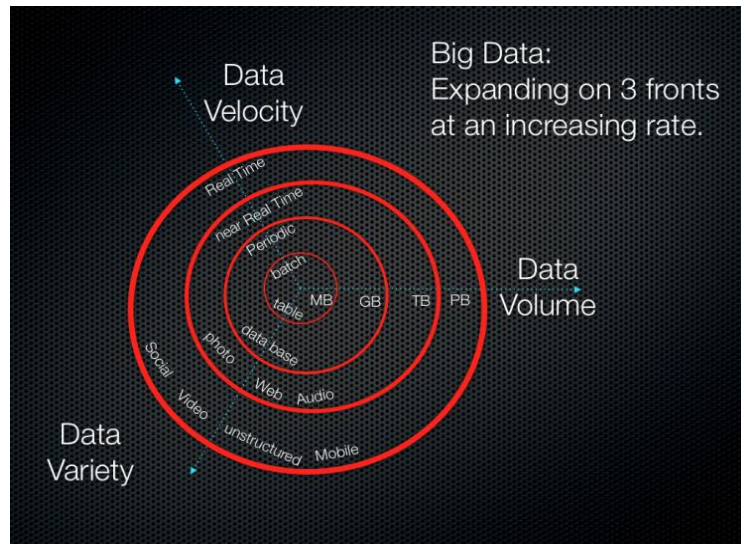 Big Data:
Expanding on 3 fronts
at an increasing rate.
Data
Velocity
Real Time
near Real Time
Periodic
batch
table
MB
GB
TB
PB
Data
Volume
data base
photo
Web
Audio
Social
Video
unstructured
Mobile
Data
Variety